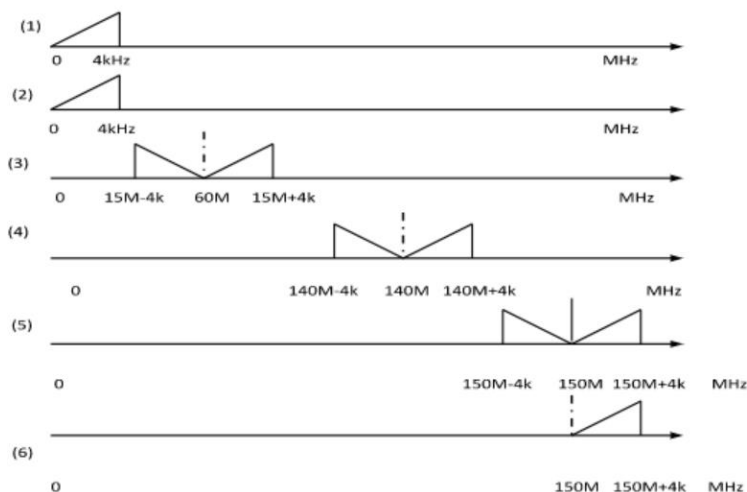 (1)
0 4kHz MHz
(2)
0 4kHz MHz
(3)
0 15M-4k 60M 15M+4k MHz
(4)
0 140M-4k 140M 140M+4k MHz
(5)
0 150M-4k 150M 150M+4k MHz
(6)
0 150M 150M+4k MHz